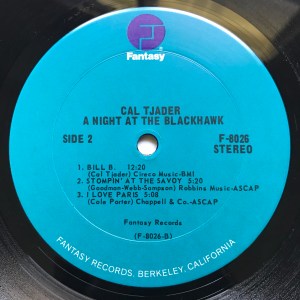 Fantasy
CAL TJADER
A NIGHT AT THE BLACKHAWK
SIDE 2
F-8026
STEREO
1. BILL B. 12:20
(Cal Tjader) Cireco Music-BMI
2. STOMPIN' AT THE SAVOY 5:20
(Goodman-Webb-Sampson) Robbins Music-ASCAP
3. I LOVE PARIS 5:08
(Cole Porter) Chappell & Co.-ASCAP
Fantasy Records
(F-8026-B)
FANTASY RECORDS, BERKELEY, CALIFORNIA